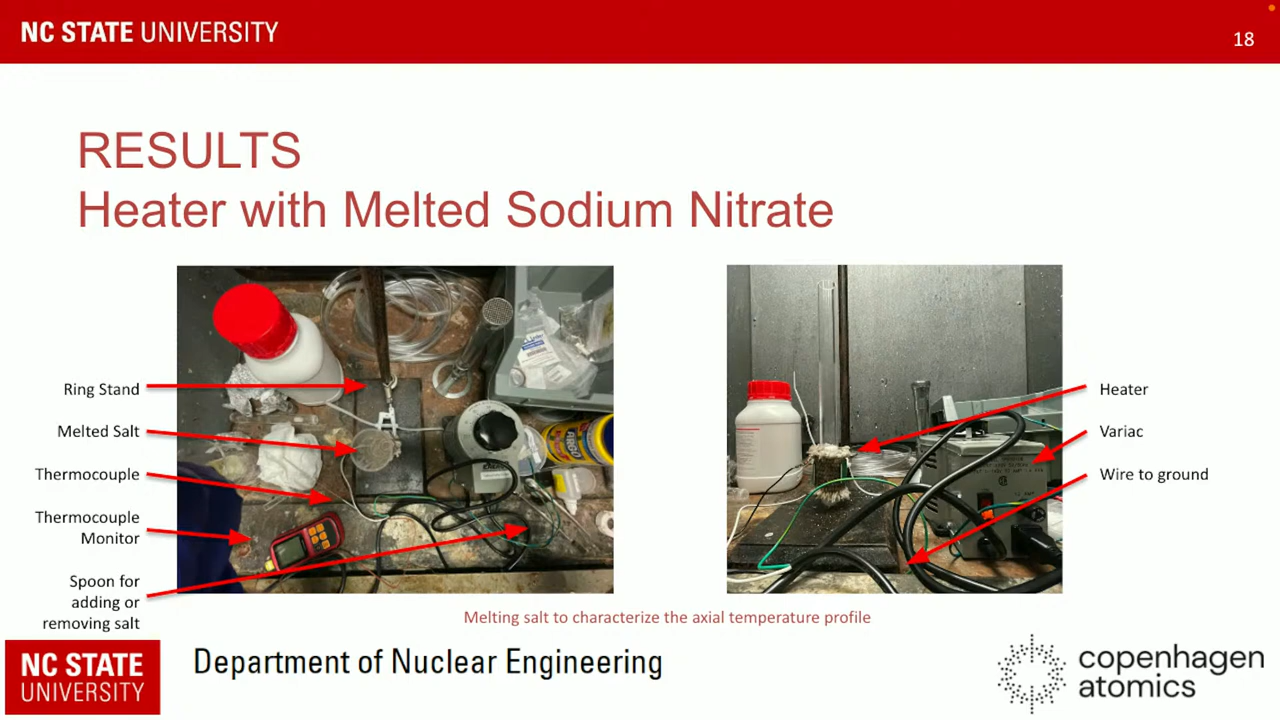 NC STATE UNIVERSITY
18
RESULTS
Heater with Melted Sodium Nitrate
Ring Stand
Melted Salt
Thermocouple
Thermocouple
Monitor
Spoon for
adding or
removing salt
Heater
Variac
Wire to ground
ARGO
Melting salt to characterize the axial temperature profile
NC STATE
UNIVERSITY
Department of Nuclear Engineering
copenhagen
atomics